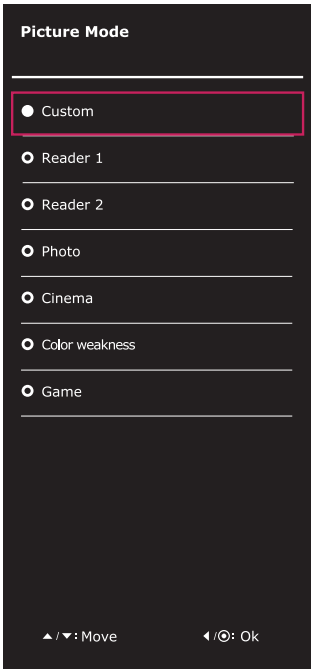 Picture Mode
Custom
Reader 1
Reader 2
Photo
Cinema
Color weakness
Game
▲/▼: Move ◀/◉: Ok